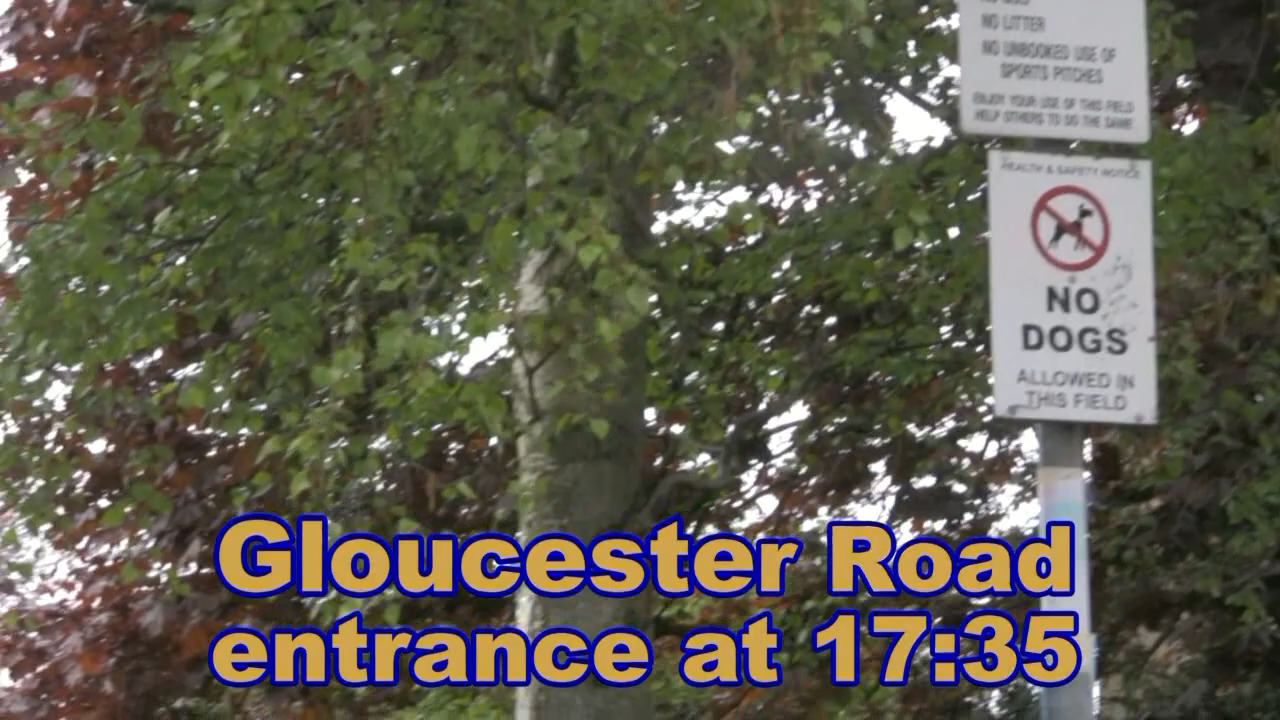 NO LITTER
NO UNBOOKED USE OF
SPORTS PITCHES
ENJOY YOUR USE OF THIS FIELD
HELP OTHERS TO DO THE SAME
HEALTH & SAFETY NOTICE
NO
DOGS
ALLOWED IN
THIS FIELD
Gloucester Road
entrance at 17:35